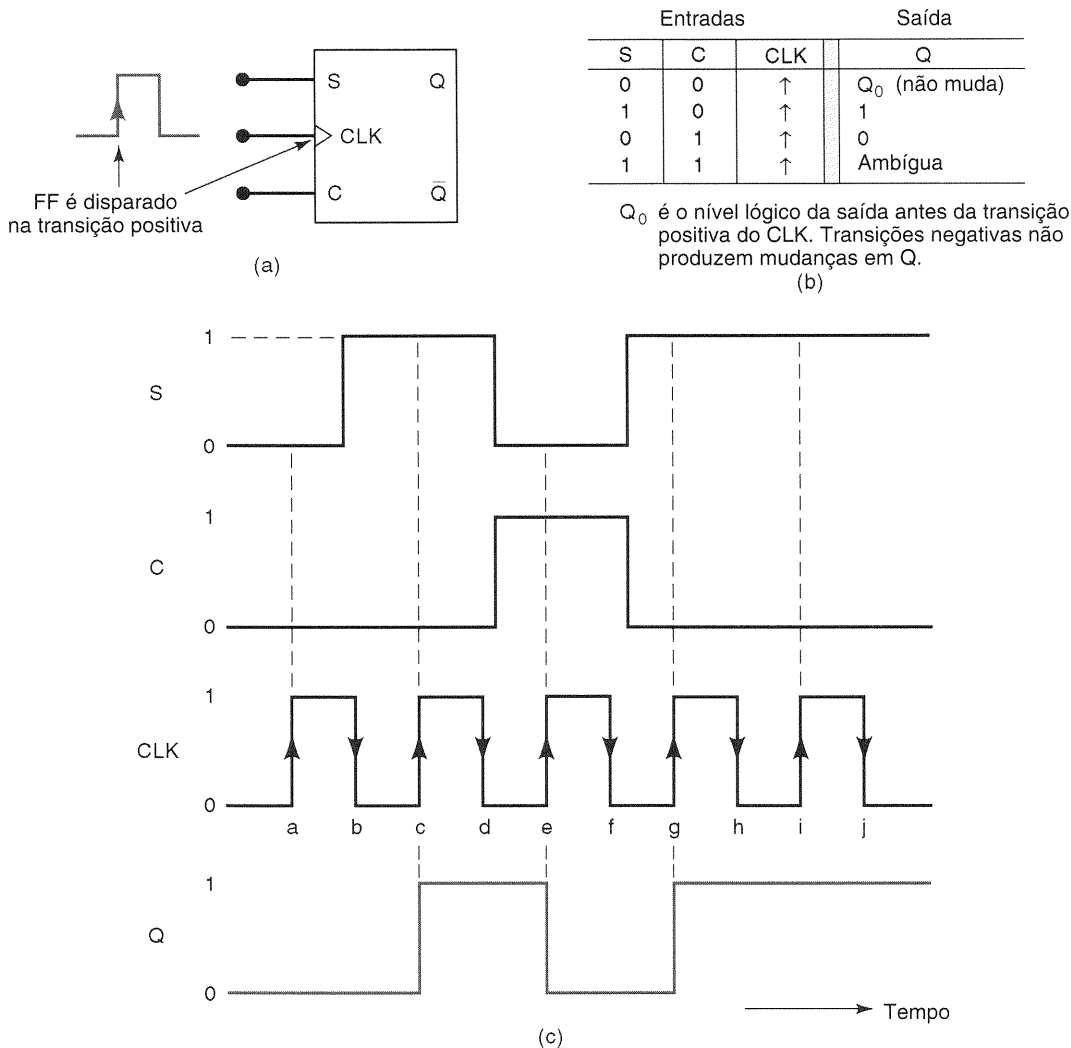 S Q
CLK
C Q̅
FF é disparado
na transição positiva
(a)
Entradas Saída
S C CLK Q
0 0 ↑ Q₀ (não muda)
1 0 ↑ 1
0 1 ↑ 0
1 1 ↑ Ambígua
Q₀ é o nível lógico da saída antes da transição
positiva do CLK. Transições negativas não
produzem mudanças em Q.
(b)
1
S
0
1
C
0
1
CLK
0
a b c d e f g h i j
1
Q
0
Tempo
(c)